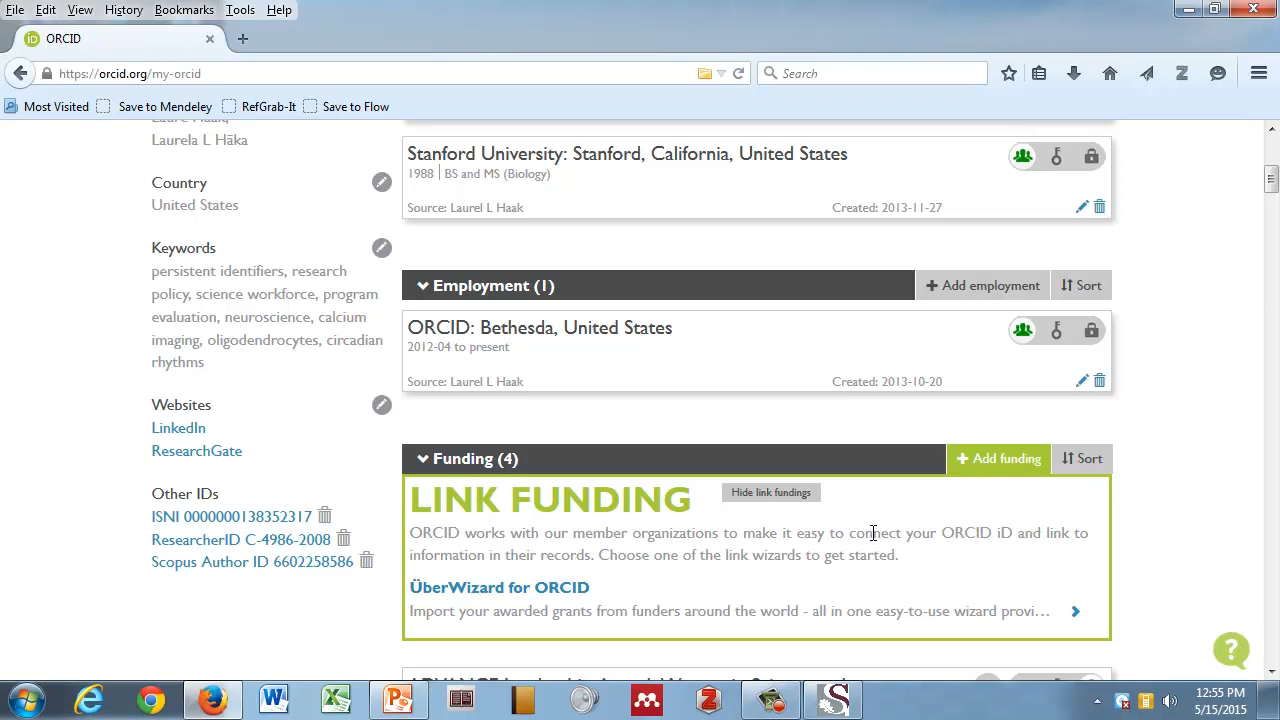 File Edit View History Bookmarks Tools Help
iD ORCID
https://orcid.org/my-orcid
Search
Most Visited Save to Mendeley RefGrab-It Save to Flow
Laurela L Hāka
Country
United States
Keywords
persistent identifiers, research
policy, science workforce, program
evaluation, neuroscience, calcium
imaging, oligodendrocytes, circadian
rhythms
Websites
LinkedIn
ResearchGate
Other IDs
ISNI 0000000138352317
ResearcherID C-4986-2008
Scopus Author ID 6602258586
Stanford University: Stanford, California, United States
1988 | BS and MS (Biology)
Source: Laurel L Haak Created: 2013-11-27
Employment (1) + Add employment Sort
ORCID: Bethesda, United States
2012-04 to present
Source: Laurel L Haak Created: 2013-10-20
Funding (4) + Add funding Sort
LINK FUNDING Hide link fundings
ORCID works with our member organizations to make it easy to connect your ORCID iD and link to
information in their records. Choose one of the link wizards to get started.
ÜberWizard for ORCID
Import your awarded grants from funders around the world - all in one easy-to-use wizard provi...
?
12:55 PM
5/15/2015